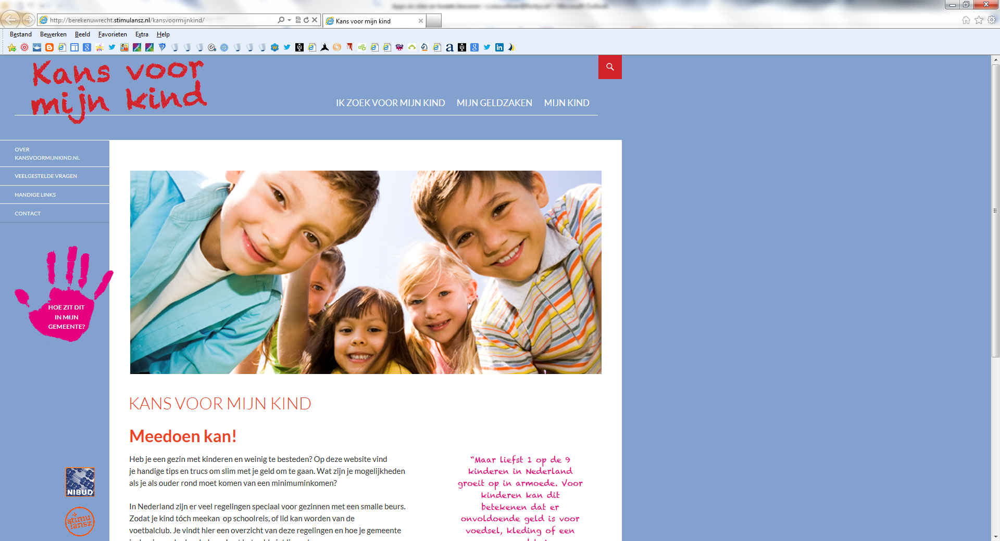 http://berekenuwrecht.stimulansz.nl/kansvoormijnkind/
Kans voor mijn kind
Bestand Bewerken Beeld Favorieten Extra Help
Kans voor
mijn kind
IK ZOEK VOOR MIJN KIND MIJN GELDZAKEN MIJN KIND
OVER
KANSVOORMIJNKIND.NL
VEELGESTELDE VRAGEN
HANDIGE LINKS
CONTACT
HOE ZIT DIT
IN MIJN
GEMEENTE?
NIBUD
stimu
lansz
KANS VOOR MIJN KIND
Meedoen kan!
Heb je een gezin met kinderen en weinig te besteden? Op deze website vind
je handige tips en trucs om slim met je geld om te gaan. Wat zijn je mogelijkheden
als je als ouder rond moet komen van een minimuminkomen?
In Nederland zijn er veel regelingen speciaal voor gezinnen met een smalle beurs.
Zodat je kind tóch meekan op schoolreis, of lid kan worden van de
voetbalclub. Je vindt hier een overzicht van deze regelingen en hoe je gemeente
“Maar liefst 1 op de 9
kinderen in Nederland
groeit op in armoede. Voor
kinderen kan dit
betekenen dat er
onvoldoende geld is voor
voedsel, kleding of een